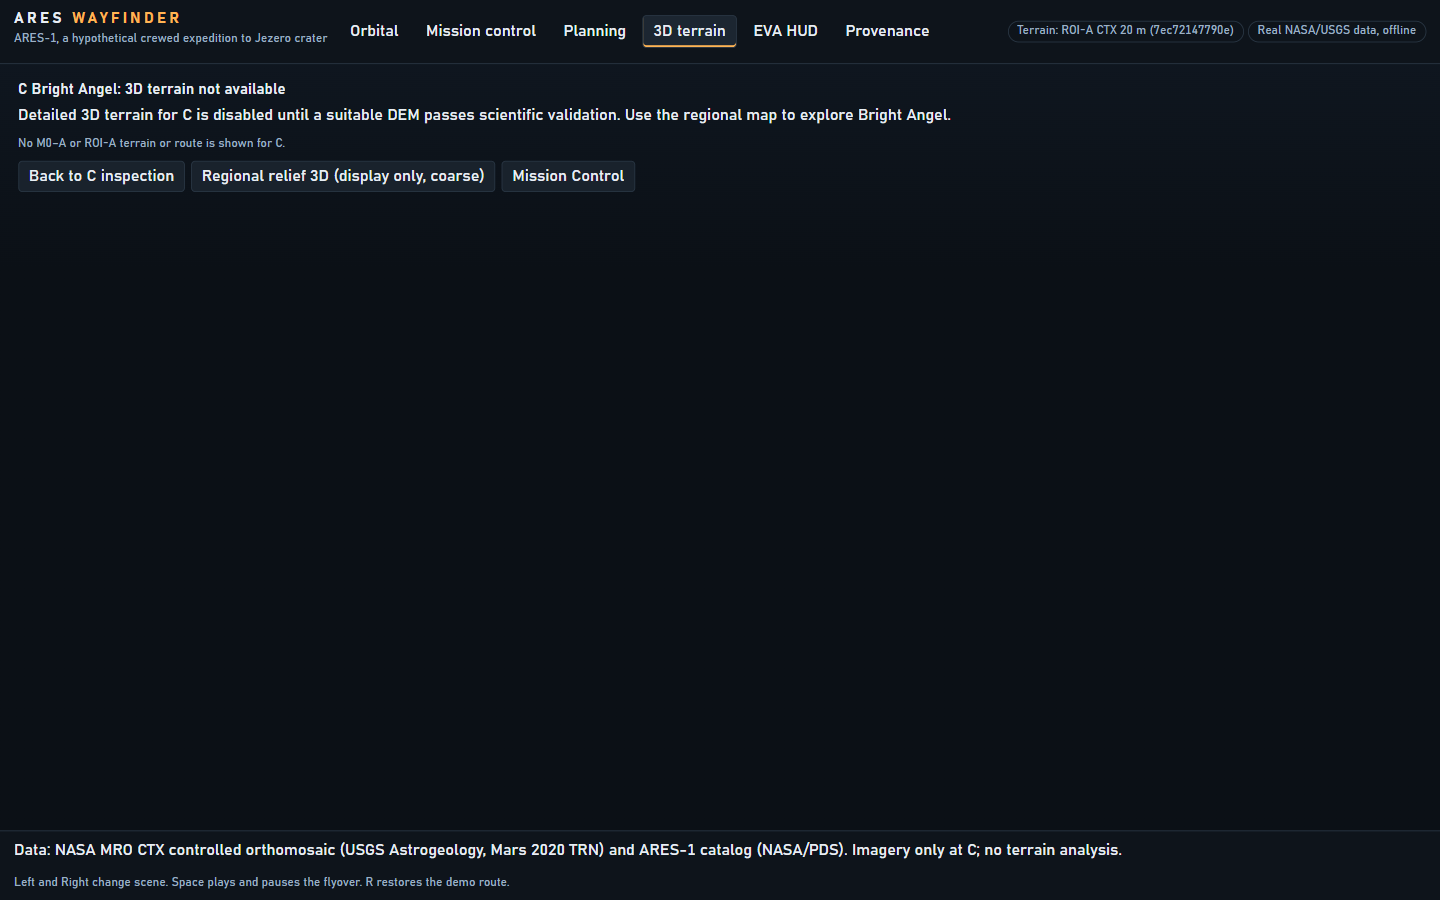 ARES WAYFINDER
ARES-1, a hypothetical crewed expedition to Jezero crater
Orbital
Mission control
Planning
3D terrain
EVA HUD
Provenance
Terrain: ROI-A CTX 20 m (7ec72147790e)
Real NASA/USGS data, offline
C Bright Angel: 3D terrain not available
Detailed 3D terrain for C is disabled until a suitable DEM passes scientific validation. Use the regional map to explore Bright Angel.
No M0-A or ROI-A terrain or route is shown for C.
Back to C inspection
Regional relief 3D (display only, coarse)
Mission Control
Data: NASA MRO CTX controlled orthomosaic (USGS Astrogeology, Mars 2020 TRN) and ARES-1 catalog (NASA/PDS). Imagery only at C; no terrain analysis.
Left and Right change scene. Space plays and pauses the flyover. R restores the demo route.